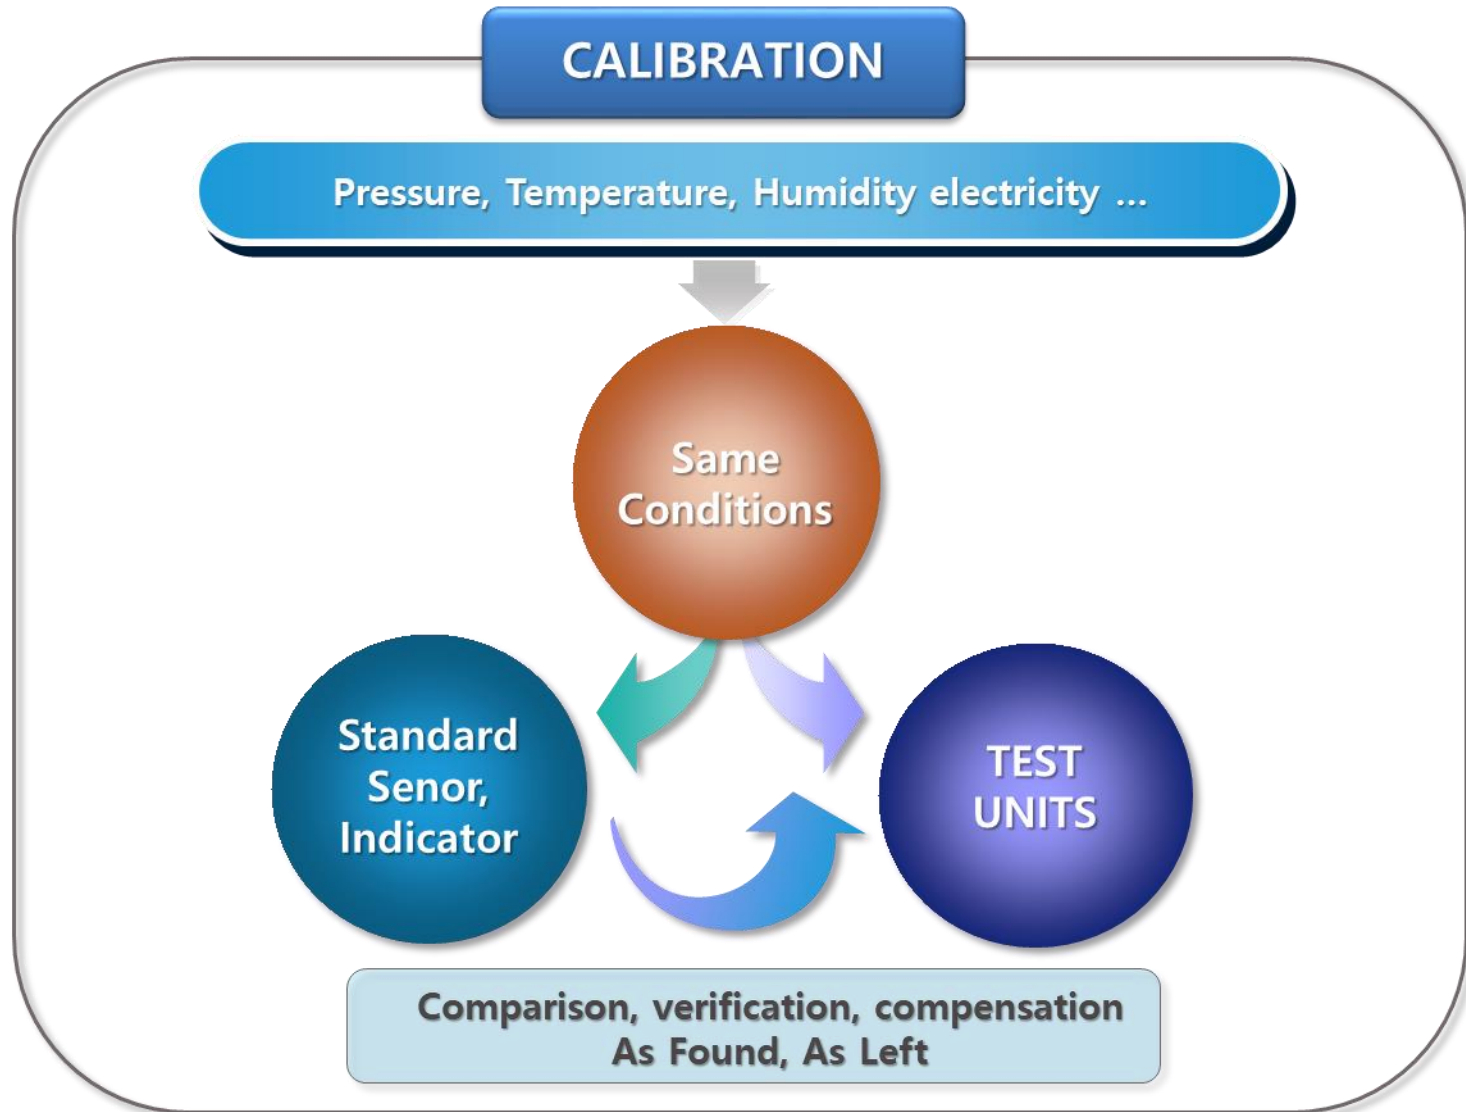 CALIBRATION
Pressure, Temperature, Humidity electricity ...
Same
Conditions
Standard
Senor,
Indicator
TEST
UNITS
Comparison, verification, compensation
As Found, As Left